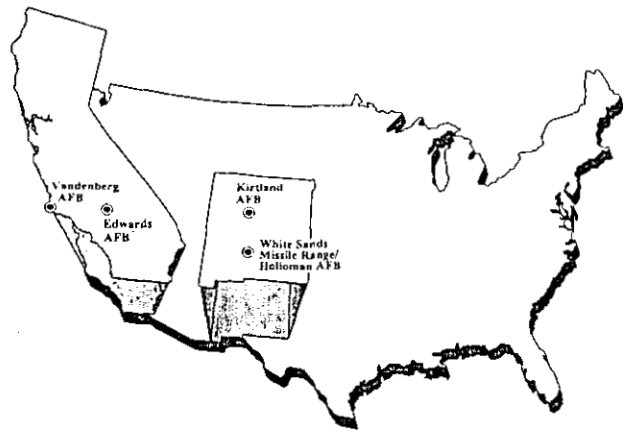 Vandenberg
AFB
Edwards
AFB
Kirtland
AFB
White Sands
Missile Range/
Holloman AFB